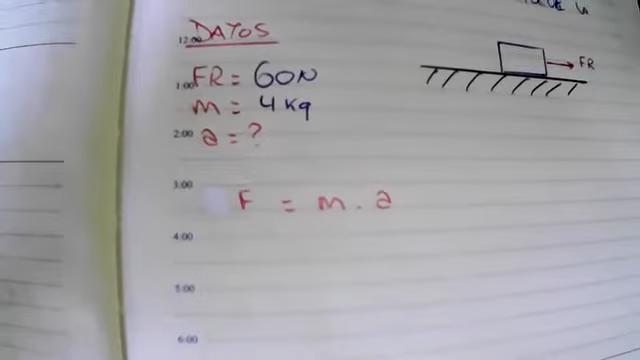 DATOS
12:00
FR = 60N
1:00
m = 4 kg
a = ?
2:00
3:00
F = m . a
4:00
5:00
6:00
FR